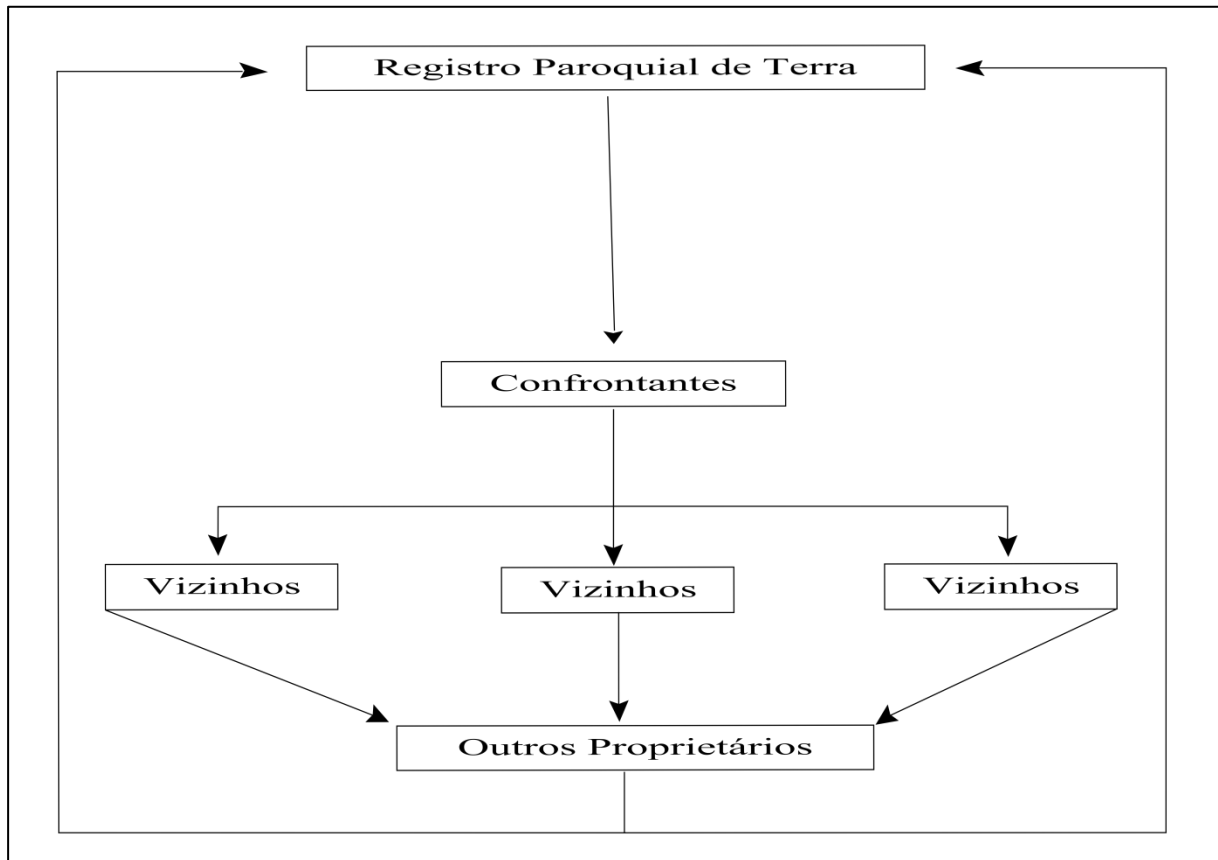 Registro Paroquial de Terra
Confrontantes
Vizinhos
Vizinhos
Vizinhos
Outros Proprietários